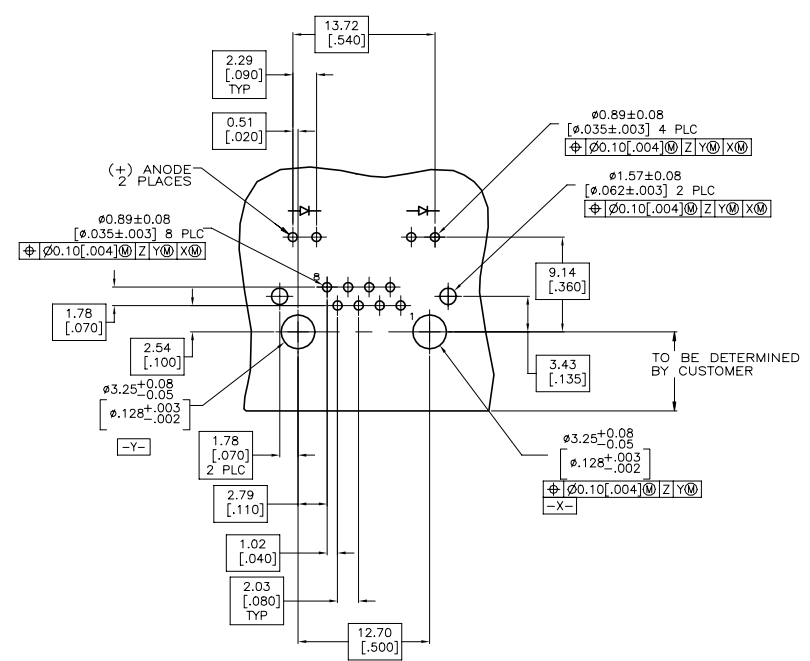 13.72
[.540]
2.29
[.090]
TYP
0.51
[.020]
(+) ANODE
2 PLACES
ø0.89±0.08
[ø.035±.003] 4 PLC
⌖ Ø0.10[.004]Ⓜ Z YⓂ XⓂ
ø1.57±0.08
[ø.062±.003] 2 PLC
⌖ Ø0.10[.004]Ⓜ Z YⓂ XⓂ
ø0.89±0.08
[ø.035±.003] 8 PLC
⌖ Ø0.10[.004]Ⓜ Z YⓂ XⓂ
8
1
9.14
[.360]
1.78
[.070]
2.54
[.100]
3.43
[.135]
TO BE DETERMINED
BY CUSTOMER
ø3.25+0.08
−0.05
[ø.128+.003
−.002]
-Y-
1.78
[.070]
2 PLC
ø3.25+0.08
−0.05
[ø.128+.003
−.002]
⌖ Ø0.10[.004]Ⓜ Z YⓂ
-X-
2.79
[.110]
1.02
[.040]
2.03
[.080]
TYP
12.70
[.500]